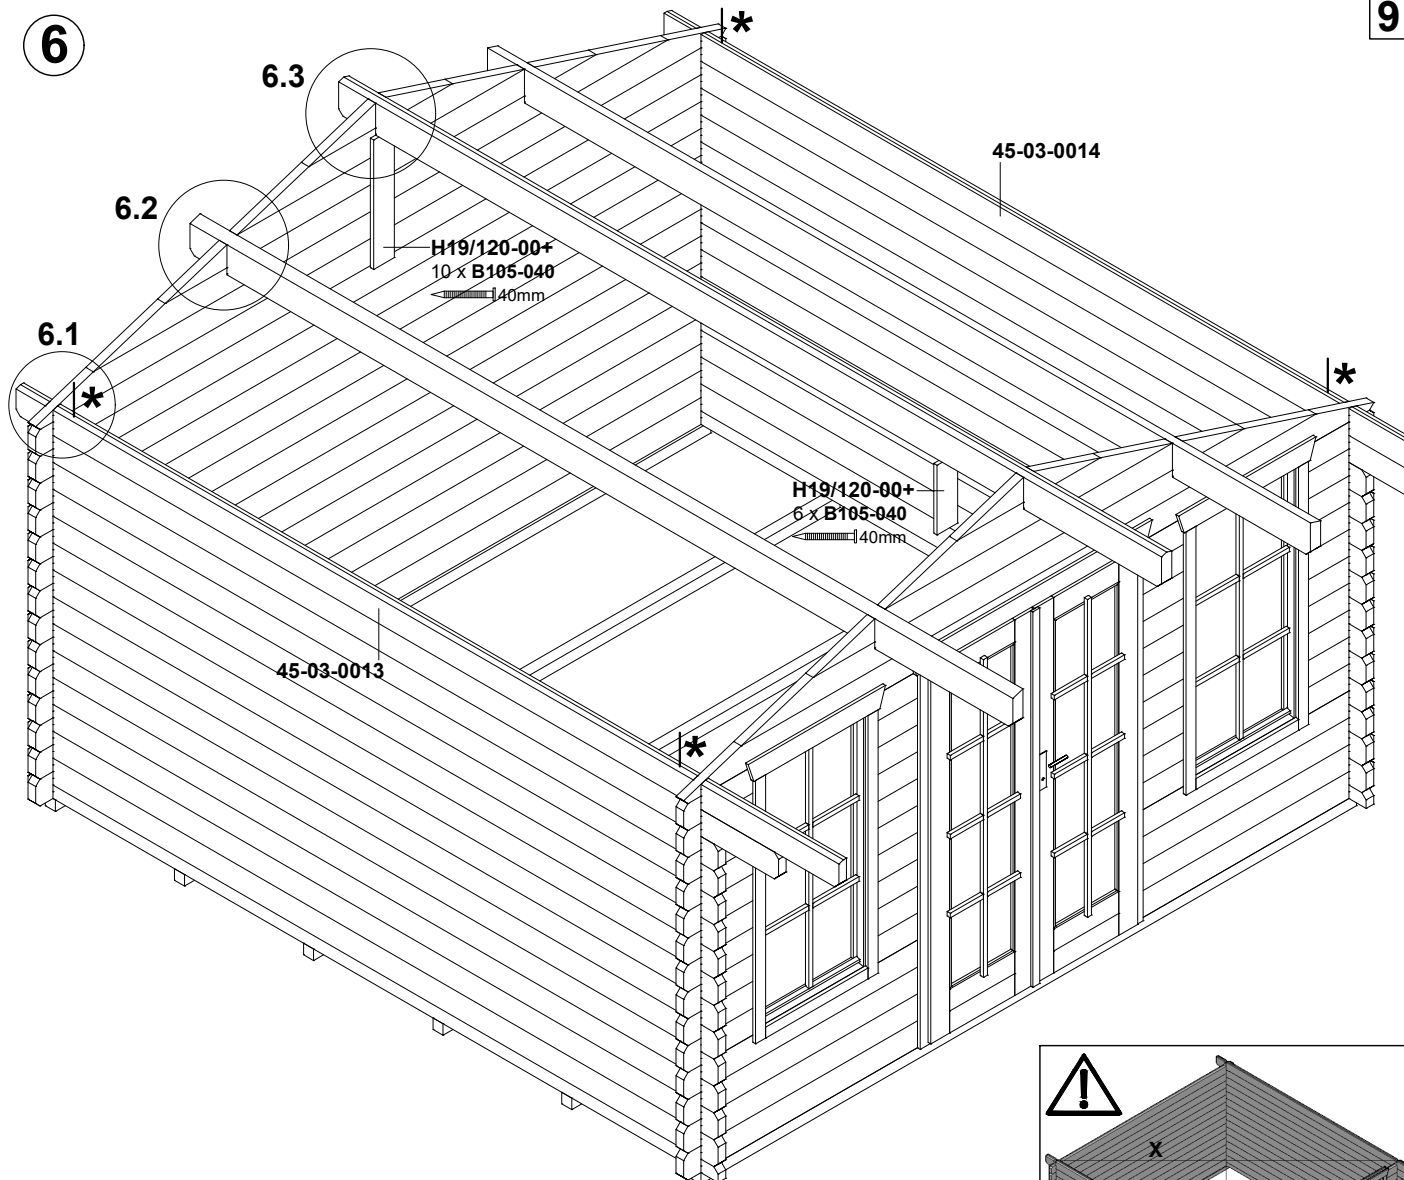 6
9
*
6.3
45-03-0014
6.2
H19/120-00+
10 x B105-040
40mm
6.1
*
*
H19/120-00+
6 x B105-040
40mm
45-03-0013
*
!
X